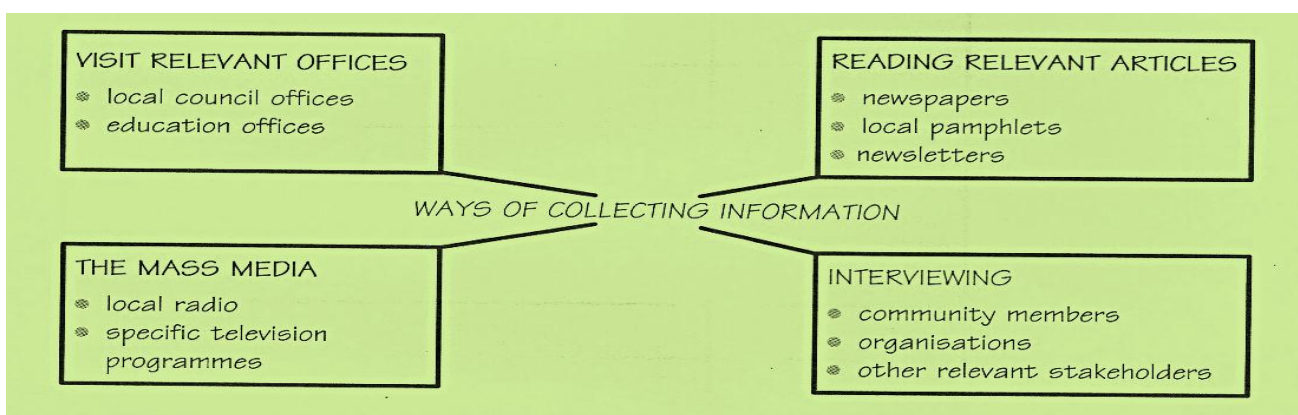 VISIT RELEVANT OFFICES
local council offices
education offices
READING RELEVANT ARTICLES
newspapers
local pamphlets
newsletters
WAYS OF COLLECTING INFORMATION
THE MASS MEDIA
local radio
specific television
programmes
INTERVIEWING
community members
organisations
other relevant stakeholders